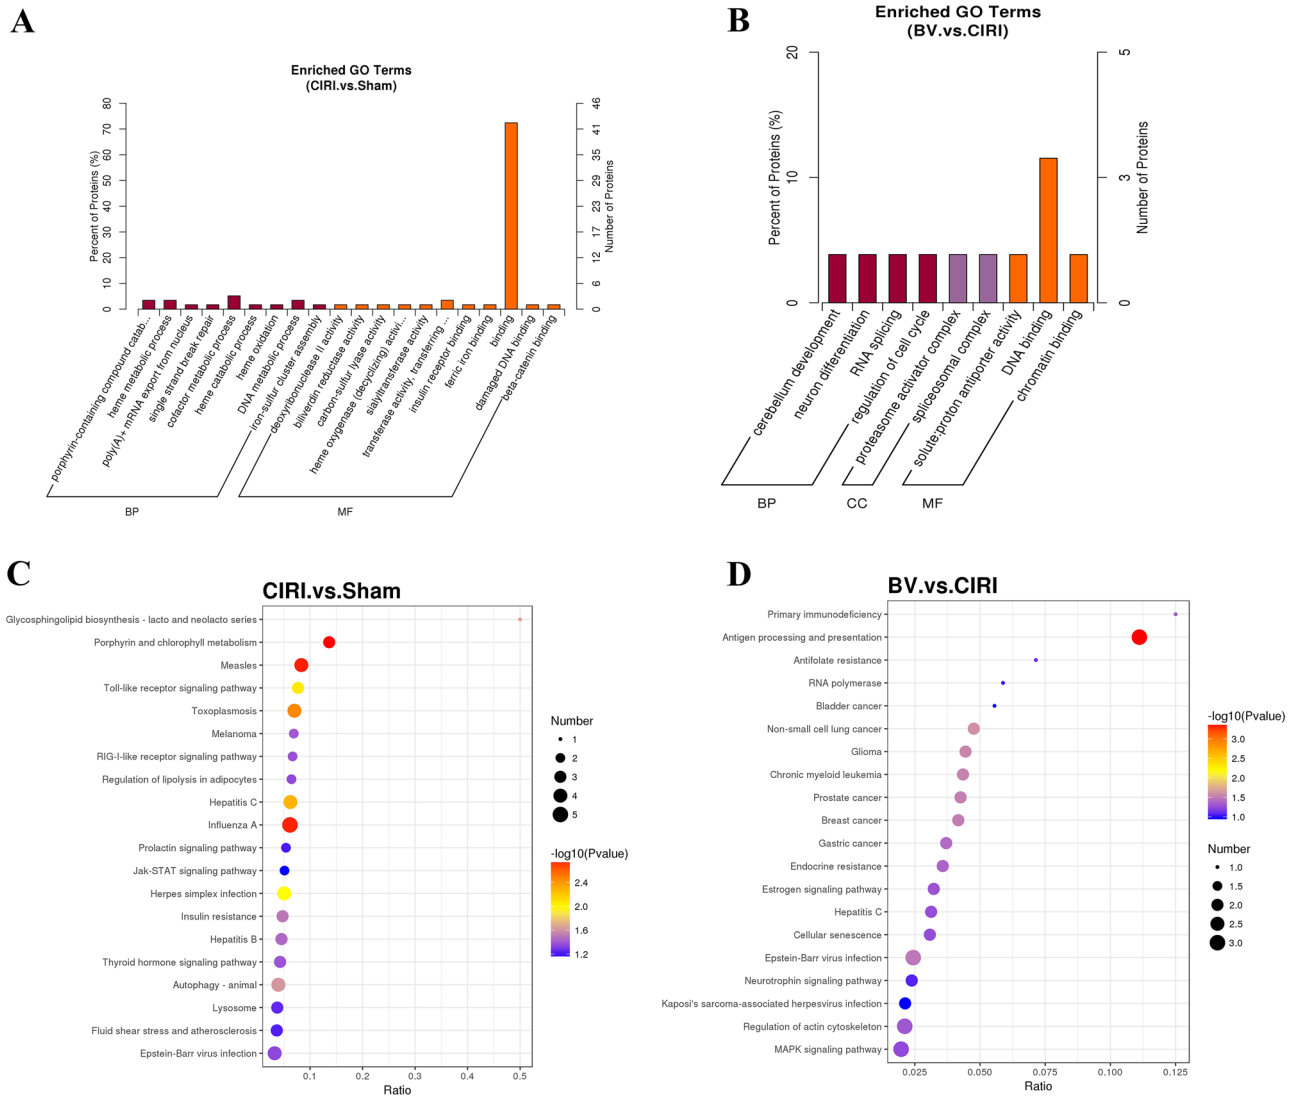 A
Enriched GO Terms
(CIRI.vs.Sham)
Percent of Proteins (%)
0
10
20
30
40
50
60
70
80
Number of Proteins
0
6
12
17
23
29
35
41
46
porphyrin-containing compound catab...
heme metabolic process
poly(A)+ mRNA export from nucleus
single strand break repair
cofactor metabolic process
heme catabolic process
heme oxidation
DNA metabolic process
iron-sulfur cluster assembly
deoxyribonuclease II activity
biliverdin reductase activity
carbon-sulfur lyase activity
heme oxygenase (decyclizing) activi...
sialyltransferase activity
transferase activity, transferring ...
insulin receptor binding
ferric iron binding
binding
damaged DNA binding
beta-catenin binding
BP
MF
B
Enriched GO Terms
(BV.vs.CIRI)
Percent of Proteins (%)
0
10
20
Number of Proteins
0
3
5
cerebellum development
neuron differentiation
RNA splicing
regulation of cell cycle
proteasome activator complex
spliceosomal complex
solute:proton antiporter activity
DNA binding
chromatin binding
BP
CC
MF
C
CIRI.vs.Sham
Glycosphingolipid biosynthesis - lacto and neolacto series
Porphyrin and chlorophyll metabolism
Measles
Toll-like receptor signaling pathway
Toxoplasmosis
Melanoma
RIG-I-like receptor signaling pathway
Regulation of lipolysis in adipocytes
Hepatitis C
Influenza A
Prolactin signaling pathway
Jak-STAT signaling pathway
Herpes simplex infection
Insulin resistance
Hepatitis B
Thyroid hormone signaling pathway
Autophagy - animal
Lysosome
Fluid shear stress and atherosclerosis
Epstein-Barr virus infection
0.1
0.2
0.3
0.4
0.5
Ratio
Number
1
2
3
4
5
-log10(Pvalue)
2.4
2.0
1.6
1.2
D
BV.vs.CIRI
Primary immunodeficiency
Antigen processing and presentation
Antifolate resistance
RNA polymerase
Bladder cancer
Non-small cell lung cancer
Glioma
Chronic myeloid leukemia
Prostate cancer
Breast cancer
Gastric cancer
Endocrine resistance
Estrogen signaling pathway
Hepatitis C
Cellular senescence
Epstein-Barr virus infection
Neurotrophin signaling pathway
Kaposi's sarcoma-associated herpesvirus infection
Regulation of actin cytoskeleton
MAPK signaling pathway
0.025
0.050
0.075
0.100
0.125
Ratio
-log10(Pvalue)
3.0
2.5
2.0
1.5
1.0
Number
1.0
1.5
2.0
2.5
3.0